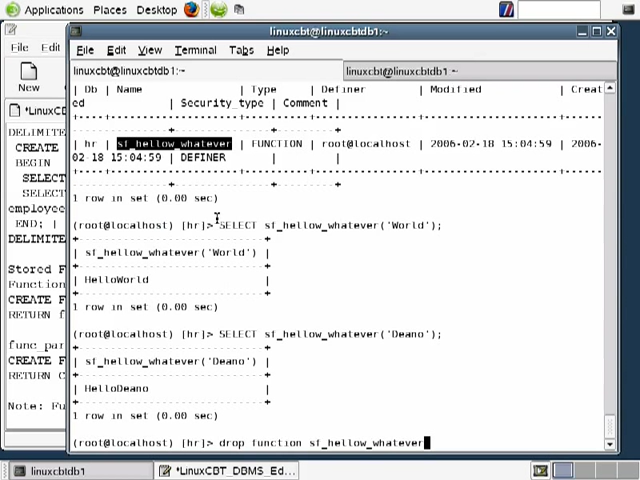 Applications Places Desktop
linuxcbt@linuxcbtdb1:~
File Edit
File Edit View Terminal Tabs Help
linuxcbt@linuxcbtdb1:~
linuxcbt@linuxcbtdb1 ~
New
*LinuxCB
| Db | Name | Type | Definer | Modified | Creat
ed | Security_type | Comment |
| hr | sf_hellow_whatever | FUNCTION | root@localhost | 2006-02-18 15:04:59 | 2006-
02-18 15:04:59 | DEFINER | |
1 row in set (0.00 sec)
(root@localhost) [hr]> SELECT sf_hellow_whatever('World');
| sf_hellow_whatever('World') |
| HelloWorld |
1 row in set (0.00 sec)
(root@localhost) [hr]> SELECT sf_hellow_whatever('Deano');
| sf_hellow_whatever('Deano') |
| HelloDeano |
1 row in set (0.00 sec)
(root@localhost) [hr]> drop function sf_hellow_whatever
DELIMITE
CREATE
BEGIN
SELECT
SELECT
employee
END; |
DELIMITE
Stored F
Function
CREATE F
RETURN f
func_par
CREATE F
RETURN C
Note: Fu
linuxcbtdb1
*LinuxCBT_DBMS_Ed...